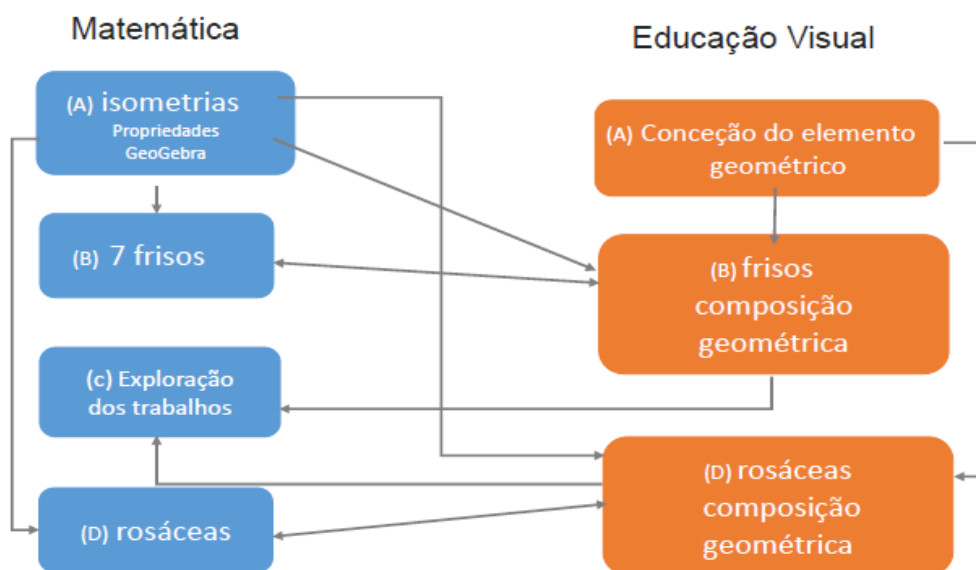 Matemática
(A) isometrias
Propriedades
GeoGebra
(B) 7 frisos
(c) Exploração
dos trabalhos
(D) rosáceas
Educação Visual
(A) Conceção do elemento
geométrico
(B) frisos
composição
geométrica
(D) rosáceas
composição
geométrica